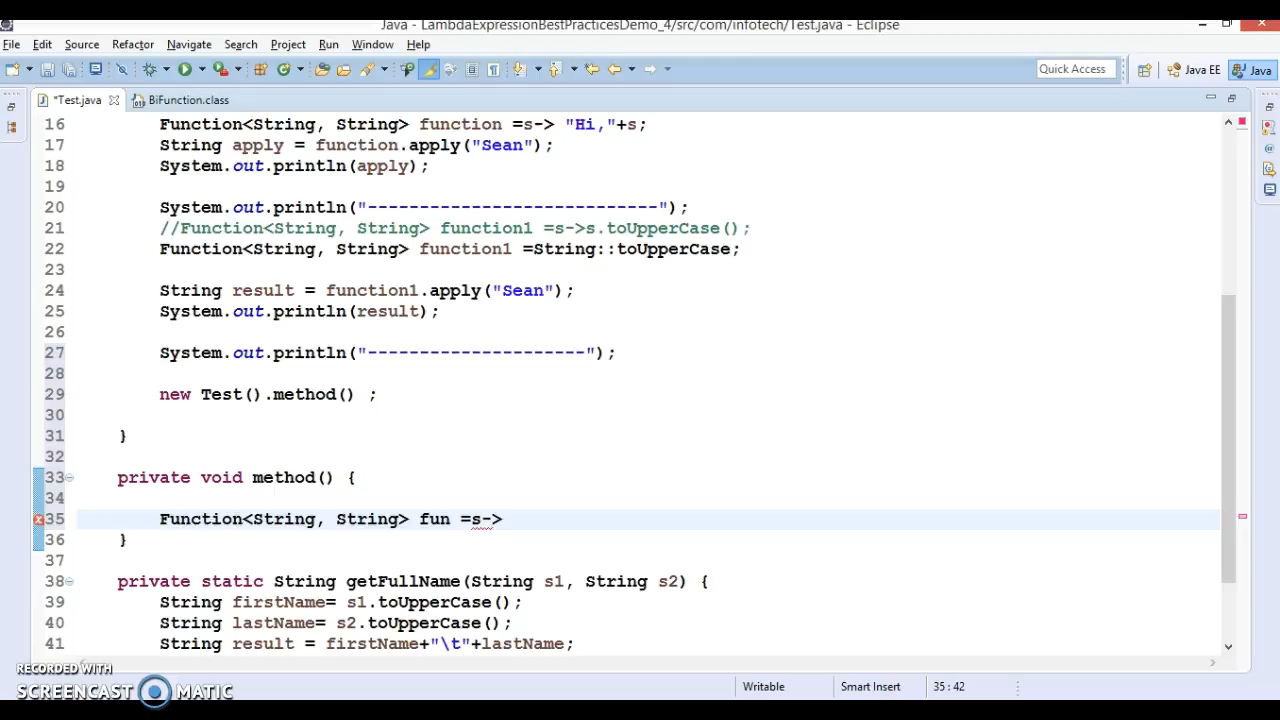 Java - LambdaExpressionBestPracticesDemo_4/src/com/infotech/Test.java - Eclipse
File Edit Source Refactor Navigate Search Project Run Window Help
Quick Access Java EE Java
*Test.java BiFunction.class
16 Function<String, String> function =s-> "Hi,"+s;
17 String apply = function.apply("Sean");
18 System.out.println(apply);
19
20 System.out.println("----------------------------");
21 //Function<String, String> function1 =s->s.toUpperCase();
22 Function<String, String> function1 =String::toUpperCase;
23
24 String result = function1.apply("Sean");
25 System.out.println(result);
26
27 System.out.println("---------------------");
28
29 new Test().method() ;
30
31 }
32
33 private void method() {
34
35 Function<String, String> fun =s->
36 }
37
38 private static String getFullName(String s1, String s2) {
39 String firstName= s1.toUpperCase();
40 String lastName= s2.toUpperCase();
41 String result = firstName+"\t"+lastName;
RECORDED WITH
SCREENCAST MATIC
Writable Smart Insert 35 : 42